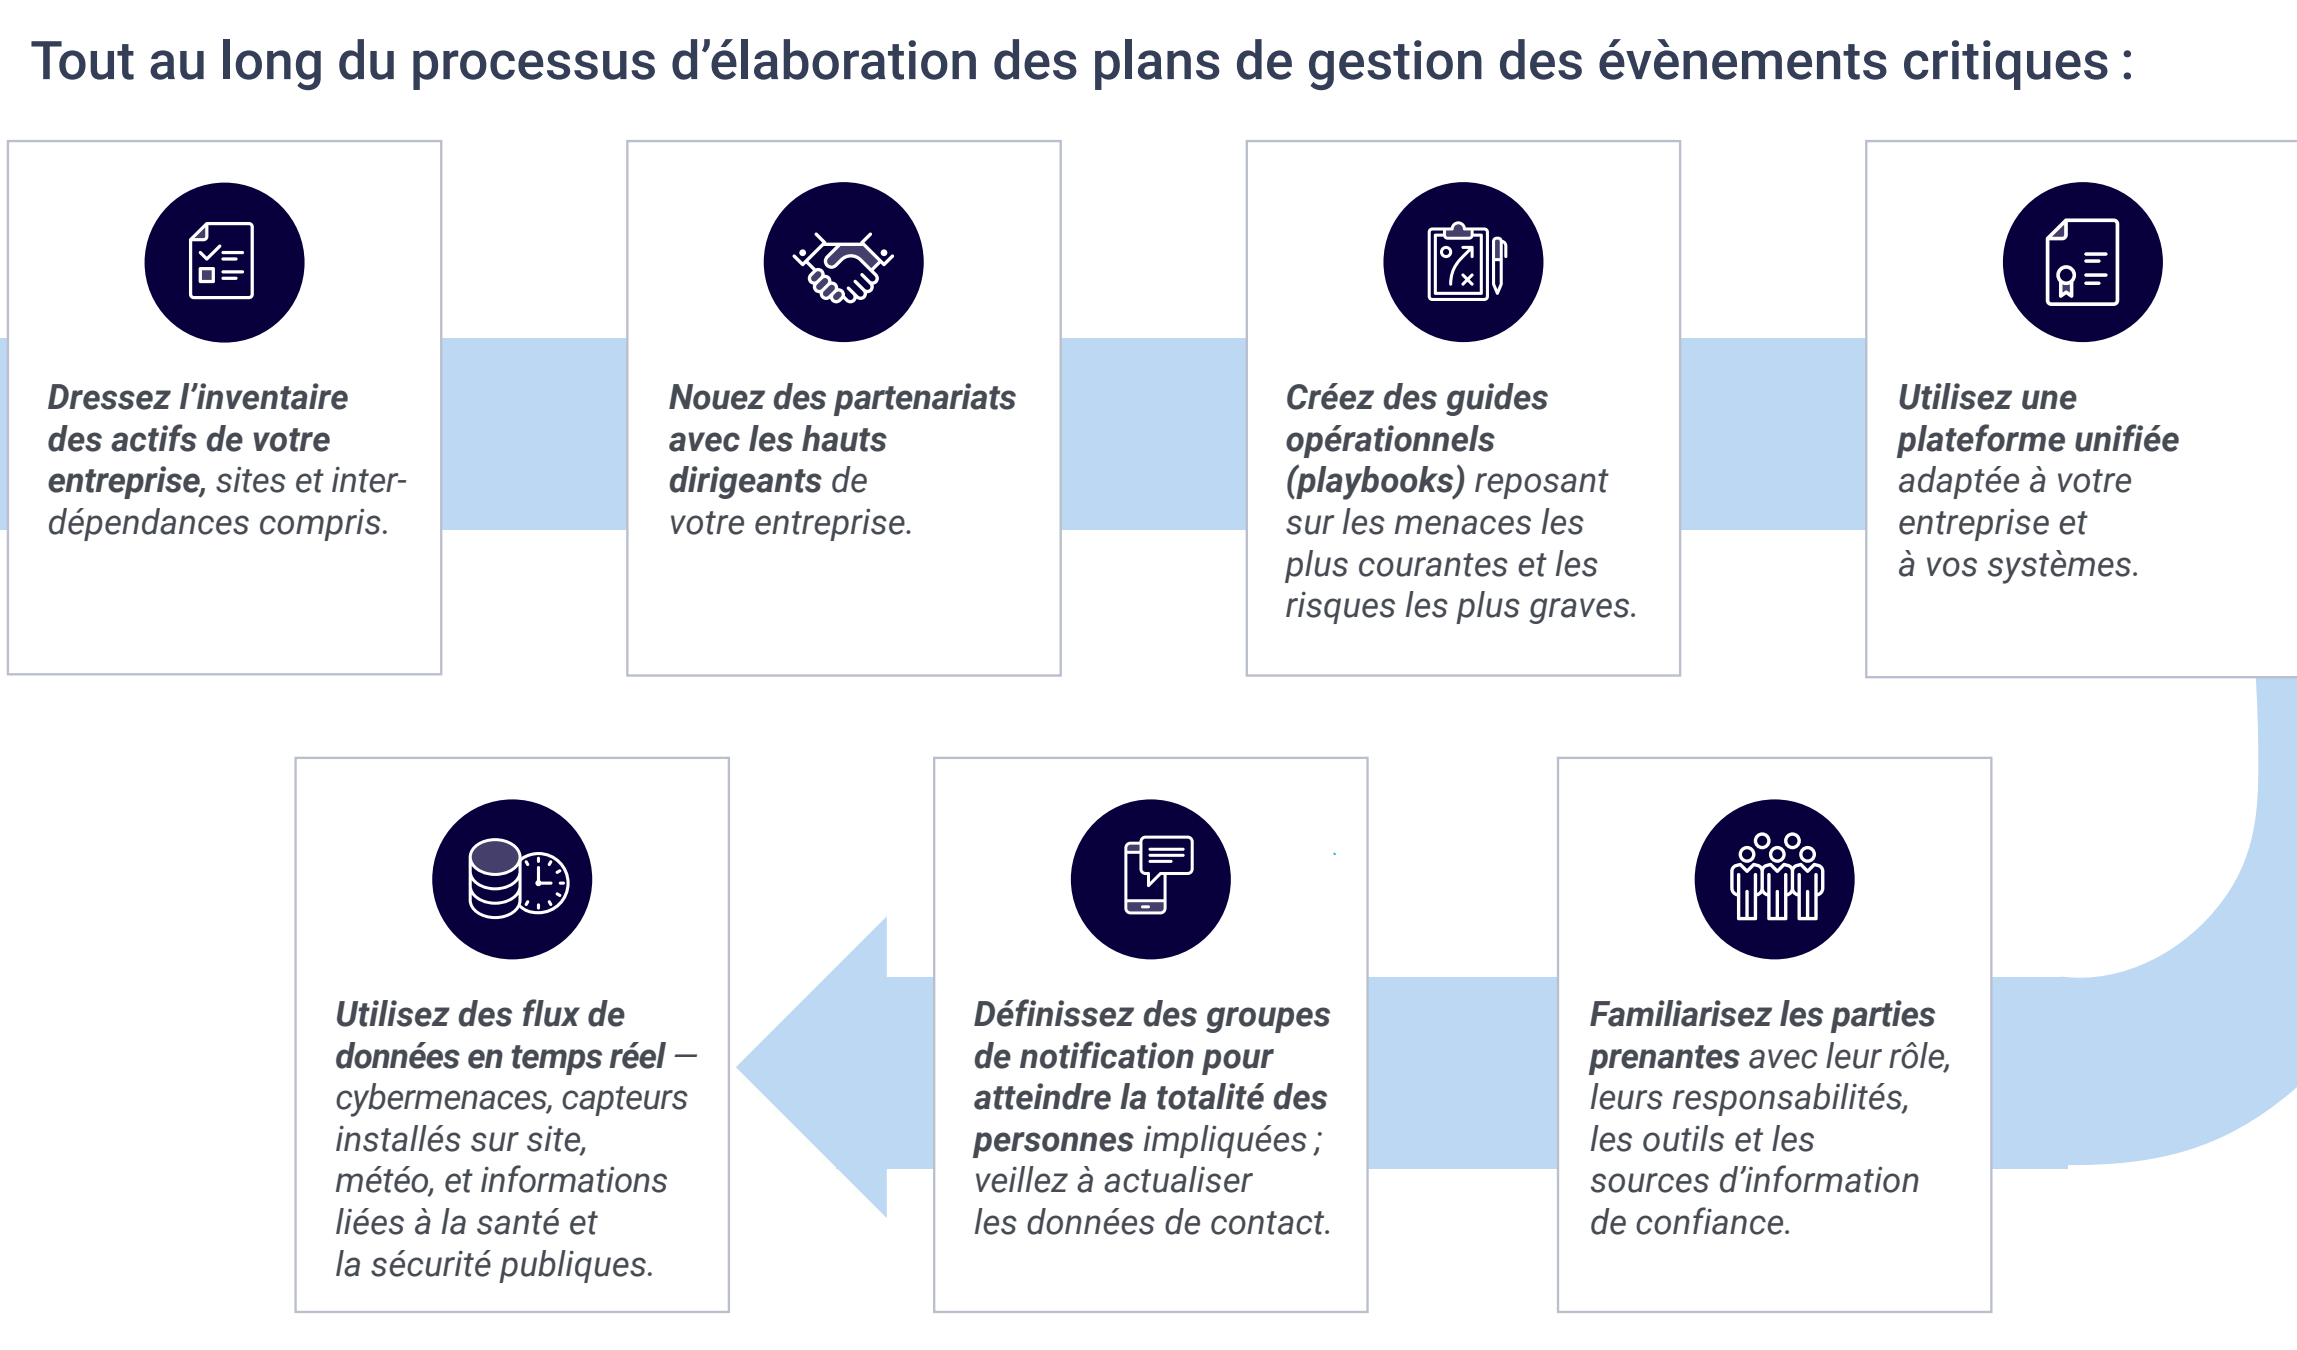 Tout au long du processus d’élaboration des plans de gestion des évènements critiques :
Dressez l’inventaire
des actifs de votre
entreprise, sites et inter-
dépendances compris.
Nouez des partenariats
avec les hauts
dirigeants de
votre entreprise.
Créez des guides
opérationnels
(playbooks) reposant
sur les menaces les
plus courantes et les
risques les plus graves.
Utilisez une
plateforme unifiée
adaptée à votre
entreprise et
à vos systèmes.
Familiarisez les parties
prenantes avec leur rôle,
leurs responsabilités,
les outils et les
sources d’information
de confiance.
Définissez des groupes
de notification pour
atteindre la totalité des
personnes impliquées ;
veillez à actualiser
les données de contact.
Utilisez des flux de
données en temps réel —
cybermenaces, capteurs
installés sur site,
météo, et informations
liées à la santé et
la sécurité publiques.